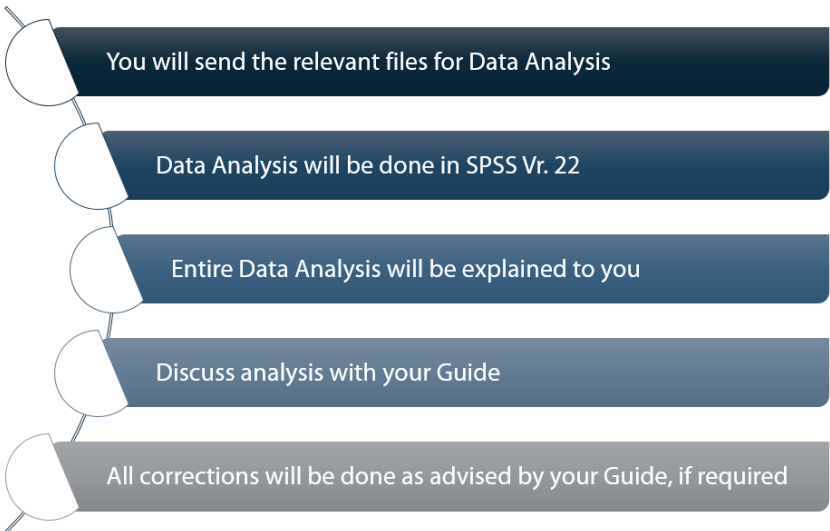 You will send the relevant files for Data Analysis
Data Analysis will be done in SPSS Vr. 22
Entire Data Analysis will be explained to you
Discuss analysis with your Guide
All corrections will be done as advised by your Guide, if required